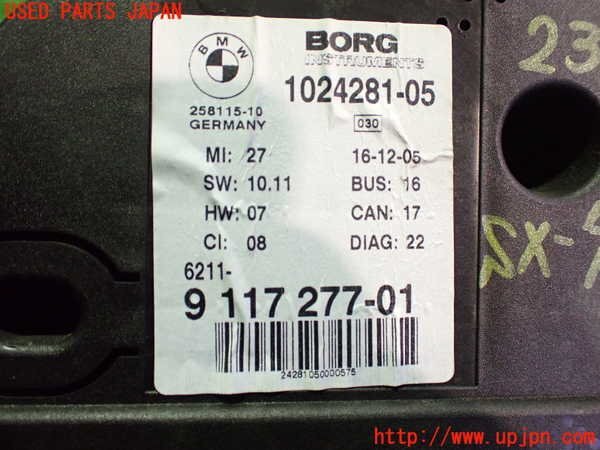 USED PARTS JAPAN
BMW
BORG
INSTRUMENTS
1024281-05
258115-10
GERMANY
030
MI: 27 16-12-05
SW: 10.11 BUS: 16
HW: 07 CAN: 17
CI: 08 DIAG: 22
6211-
9 117 277-01
24281050000575
23
SX-
http://www.upjpn.com/